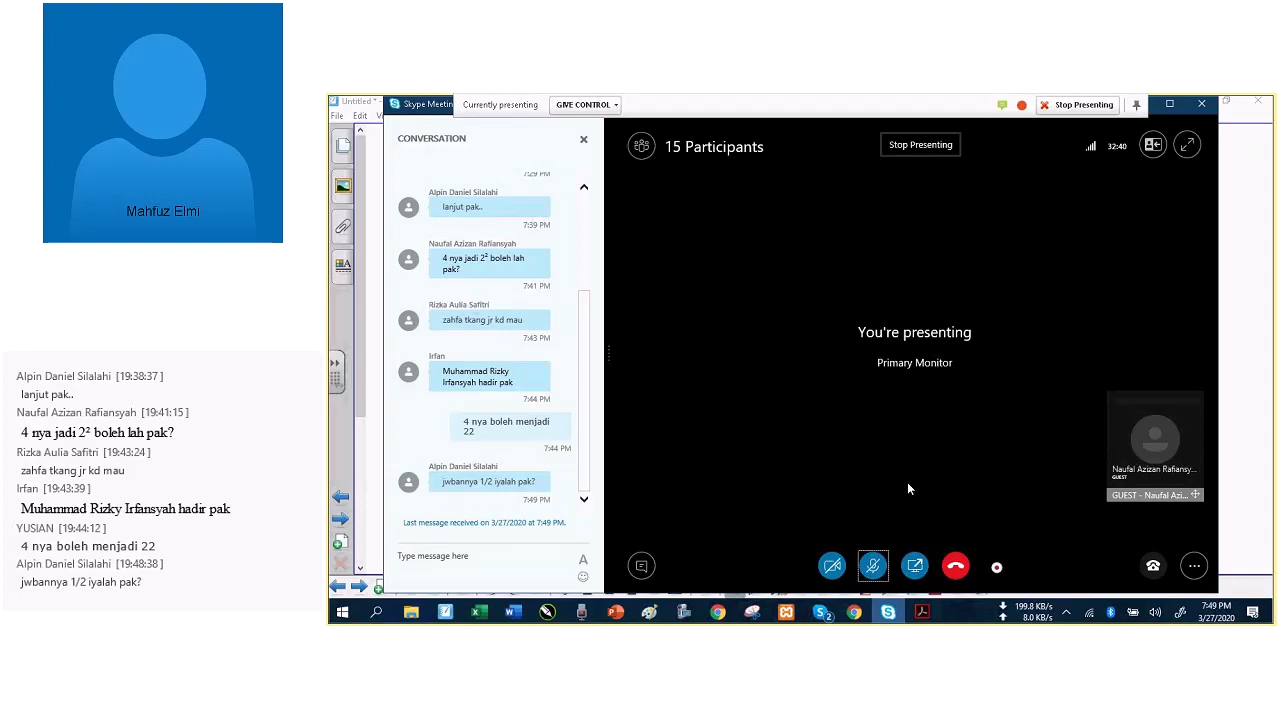 Mahfuz Elmi
Alpin Daniel Silalahi [19:38:37]
lanjut pak..
Naufal Azizan Rafiansyah [19:41:15]
4 nya jadi 2² boleh lah pak?
Rizka Aulia Safitri [19:43:24]
zahfa tkang jr kd mau
Irfan [19:43:39]
Muhammad Rizky Irfansyah hadir pak
YUSIAN [19:44:12]
4 nya boleh menjadi 22
Alpin Daniel Silalahi [19:48:38]
jwbannya 1/2 iyalah pak?
Untitled *
File Edit
Skype Meetin
Currently presenting
GIVE CONTROL
Stop Presenting
CONVERSATION
7:29 PM
Alpin Daniel Silalahi
lanjut pak..
7:39 PM
Naufal Azizan Rafiansyah
4 nya jadi 2² boleh lah
pak?
7:41 PM
Rizka Aulia Safitri
zahfa tkang jr kd mau
7:43 PM
Irfan
Muhammad Rizky
Irfansyah hadir pak
7:44 PM
4 nya boleh menjadi
22
7:44 PM
Alpin Daniel Silalahi
jwbannya 1/2 iyalah pak?
7:49 PM
Last message received on 3/27/2020 at 7:49 PM.
Type message here
15 Participants
Stop Presenting
32:40
You're presenting
Primary Monitor
Naufal Azizan Rafiansy...
GUEST
GUEST - Naufal Azi...
199.8 KB/s
8.0 KB/s
7:49 PM
3/27/2020